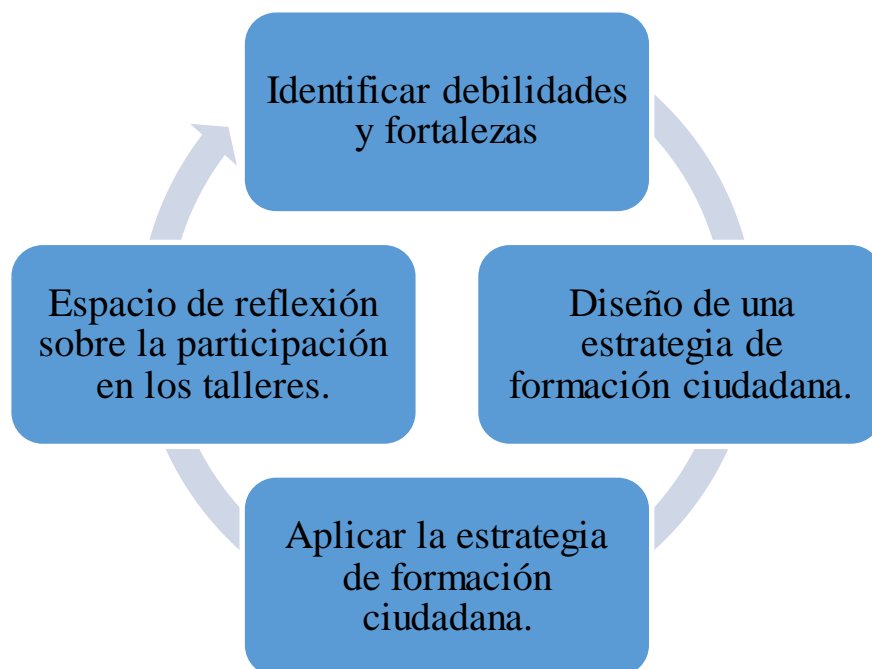 Identificar debilidades
y fortalezas
Diseño de una
estrategia de
formación ciudadana.
Aplicar la estrategia
de formación
ciudadana.
Espacio de reflexión
sobre la participación
en los talleres.